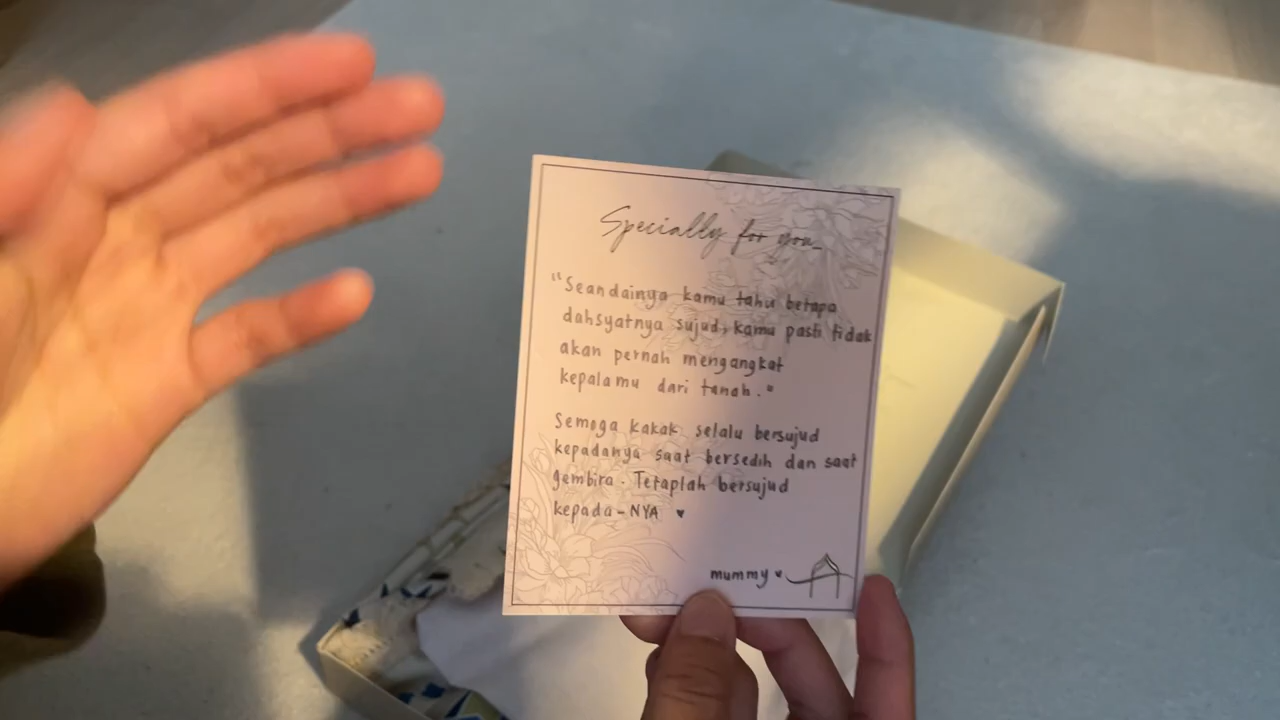 Specially for you_
"Seandainya kamu tahu betapa
dahsyatnya sujud, kamu pasti tidak
akan pernah mengangkat
kepalamu dari tanah."
Semoga kakak selalu bersujud
kepadanya saat bersedih dan saat
gembira. Tetaplah bersujud
kepada-NYA ♥
mummy ♥